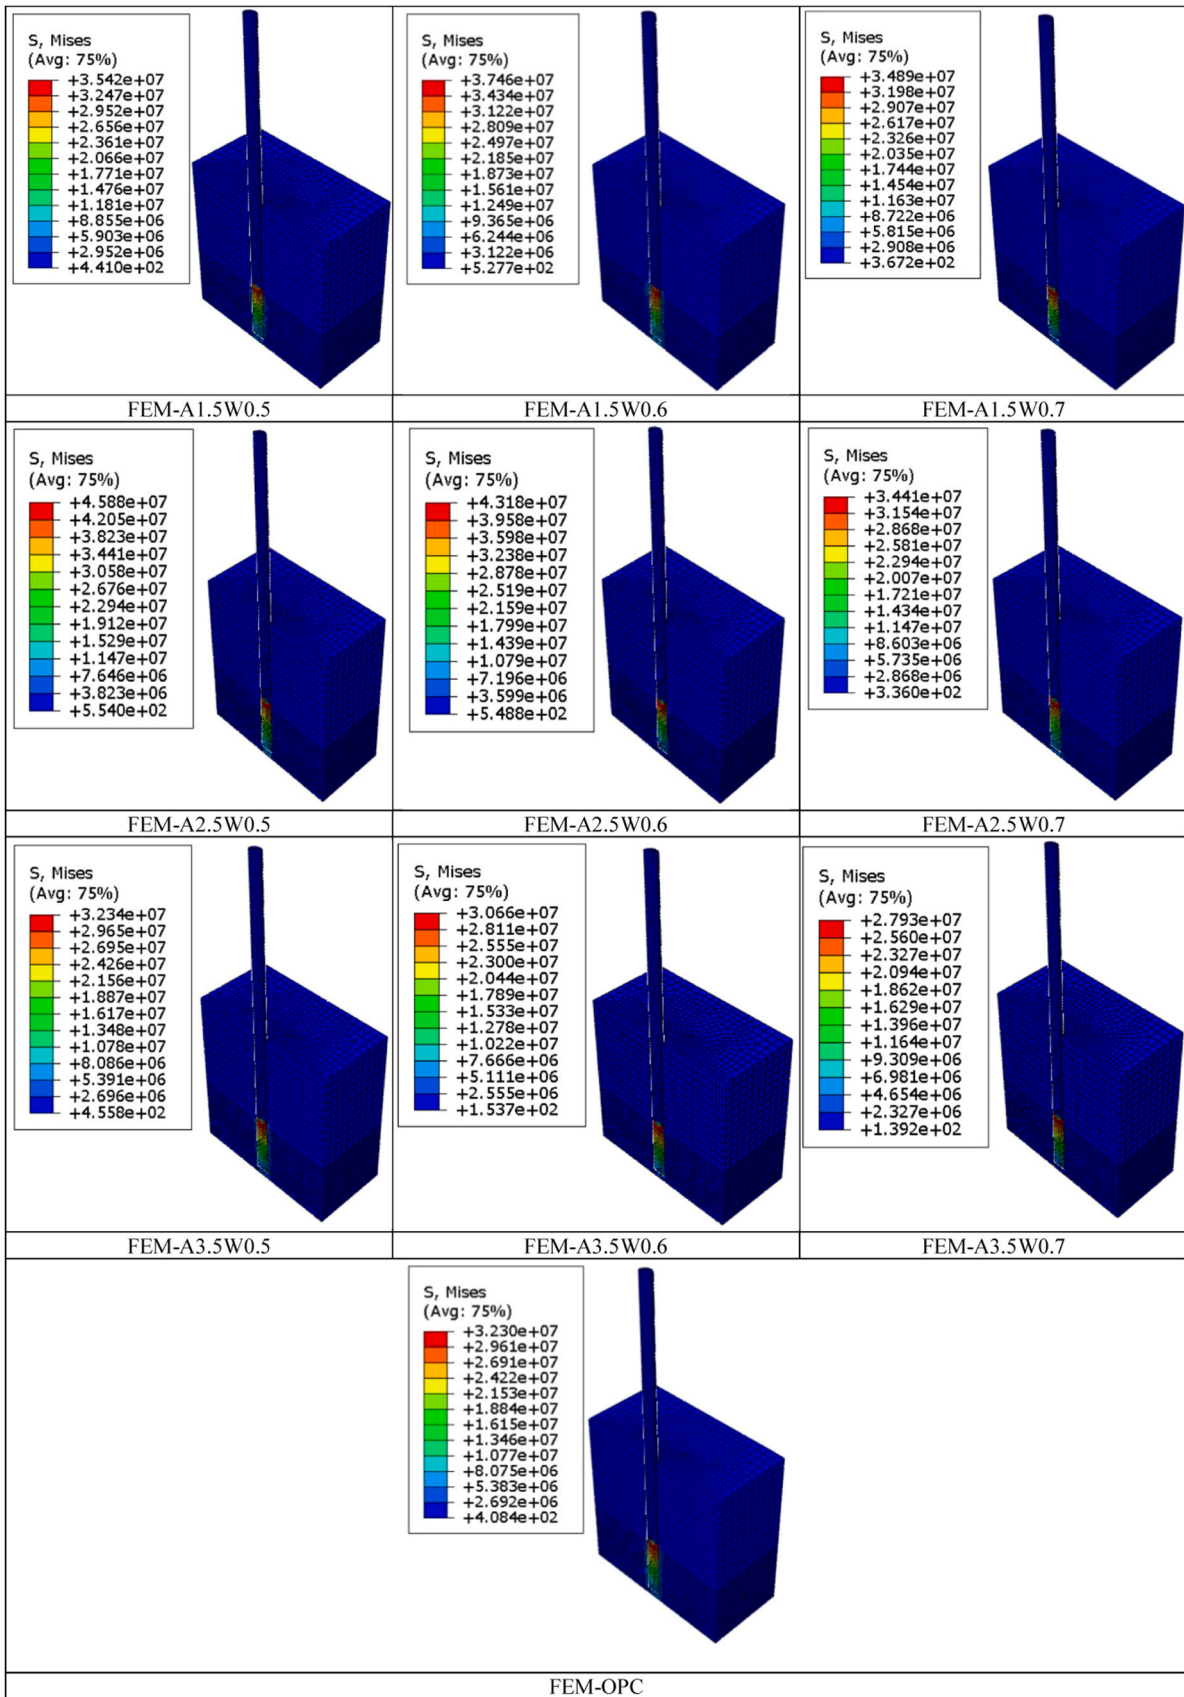 S, Mises
(Avg: 75%)
+3.542e+07
+3.247e+07
+2.952e+07
+2.656e+07
+2.361e+07
+2.066e+07
+1.771e+07
+1.476e+07
+1.181e+07
+8.855e+06
+5.903e+06
+2.952e+06
+4.410e+02
FEM-A1.5W0.5
S, Mises
(Avg: 75%)
+3.746e+07
+3.434e+07
+3.122e+07
+2.809e+07
+2.497e+07
+2.185e+07
+1.873e+07
+1.561e+07
+1.249e+07
+9.365e+06
+6.244e+06
+3.122e+06
+5.277e+02
FEM-A1.5W0.6
S, Mises
(Avg: 75%)
+3.489e+07
+3.198e+07
+2.907e+07
+2.617e+07
+2.326e+07
+2.035e+07
+1.744e+07
+1.454e+07
+1.163e+07
+8.722e+06
+5.815e+06
+2.908e+06
+3.672e+02
FEM-A1.5W0.7
S, Mises
(Avg: 75%)
+4.588e+07
+4.205e+07
+3.823e+07
+3.441e+07
+3.058e+07
+2.676e+07
+2.294e+07
+1.912e+07
+1.529e+07
+1.147e+07
+7.646e+06
+3.823e+06
+5.540e+02
FEM-A2.5W0.5
S, Mises
(Avg: 75%)
+4.318e+07
+3.958e+07
+3.598e+07
+3.238e+07
+2.878e+07
+2.519e+07
+2.159e+07
+1.799e+07
+1.439e+07
+1.079e+07
+7.196e+06
+3.599e+06
+5.488e+02
FEM-A2.5W0.6
S, Mises
(Avg: 75%)
+3.441e+07
+3.154e+07
+2.868e+07
+2.581e+07
+2.294e+07
+2.007e+07
+1.721e+07
+1.434e+07
+1.147e+07
+8.603e+06
+5.735e+06
+2.868e+06
+3.360e+02
FEM-A2.5W0.7
S, Mises
(Avg: 75%)
+3.234e+07
+2.965e+07
+2.695e+07
+2.426e+07
+2.156e+07
+1.887e+07
+1.617e+07
+1.348e+07
+1.078e+07
+8.086e+06
+5.391e+06
+2.696e+06
+4.558e+02
FEM-A3.5W0.5
S, Mises
(Avg: 75%)
+3.066e+07
+2.811e+07
+2.555e+07
+2.300e+07
+2.044e+07
+1.789e+07
+1.533e+07
+1.278e+07
+1.022e+07
+7.666e+06
+5.111e+06
+2.555e+06
+1.537e+02
FEM-A3.5W0.6
S, Mises
(Avg: 75%)
+2.793e+07
+2.560e+07
+2.327e+07
+2.094e+07
+1.862e+07
+1.629e+07
+1.396e+07
+1.164e+07
+9.309e+06
+6.981e+06
+4.654e+06
+2.327e+06
+1.392e+02
FEM-A3.5W0.7
S, Mises
(Avg: 75%)
+3.230e+07
+2.961e+07
+2.691e+07
+2.422e+07
+2.153e+07
+1.884e+07
+1.615e+07
+1.346e+07
+1.077e+07
+8.075e+06
+5.383e+06
+2.692e+06
+4.084e+02
FEM-OPC